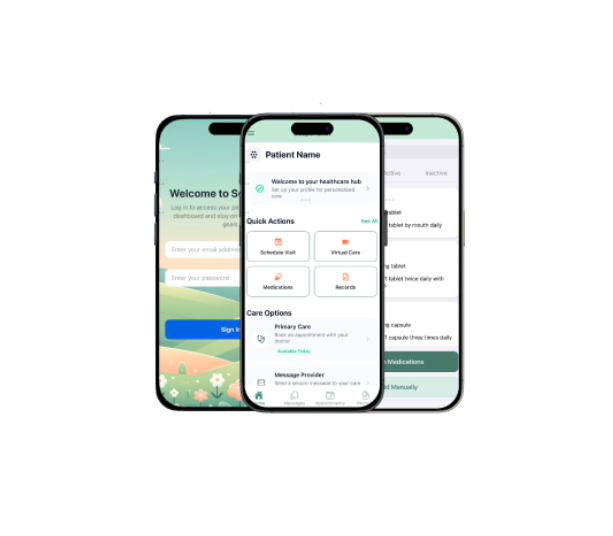 Welcome to S
Log in to access your pe
dashboard and stay on
goals
Enter your email address
Enter your password
Sign I
Patient Name
Welcome to your healthcare hub
Set up your profile for personalized
care
Quick Actions
See All
Schedule Visit
Virtual Care
Medications
Records
Care Options
Primary Care
Book an appointment with your
doctor
Available Today
Message Provider
Send a secure message to your care
Home
Messages
Appointments
Active
Inactive
tablet
tablet by mouth daily
ng tablet
1 tablet twice daily with
ng capsule
1 capsule three times daily
Medications
Manually